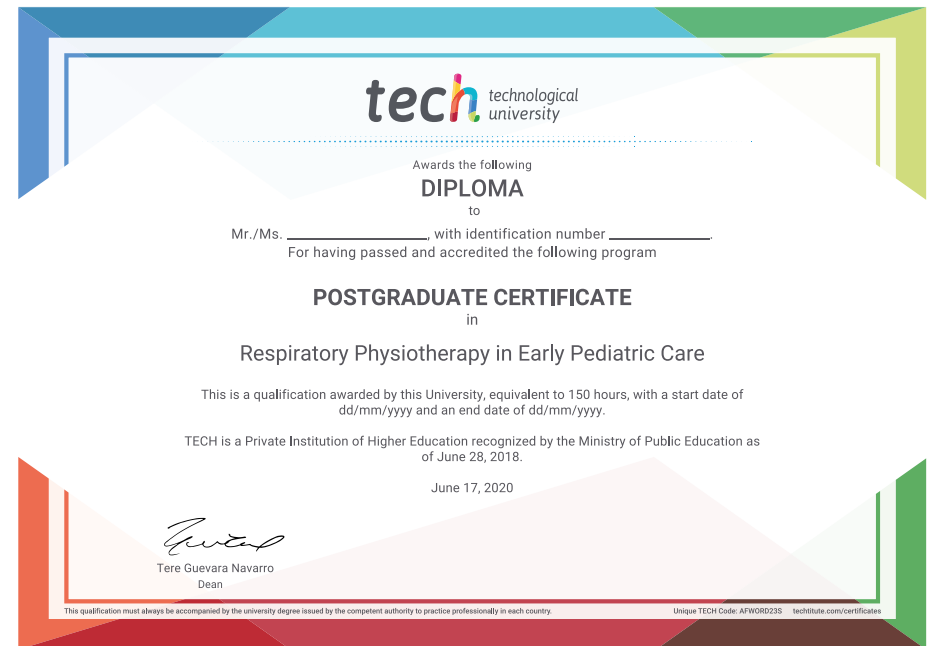 tech technological
university
Awards the following
DIPLOMA
to
Mr./Ms. ____________________, with identification number ______________.
For having passed and accredited the following program
POSTGRADUATE CERTIFICATE
in
Respiratory Physiotherapy in Early Pediatric Care
This is a qualification awarded by this University, equivalent to 150 hours, with a start date of
dd/mm/yyyy and an end date of dd/mm/yyyy.
TECH is a Private Institution of Higher Education recognized by the Ministry of Public Education as
of June 28, 2018.
June 17, 2020
Tere Guevara Navarro
Dean
This qualification must always be accompanied by the university degree issued by the competent authority to practice professionally in each country. Unique TECH Code: AFWORD23S techtitute.com/certificates